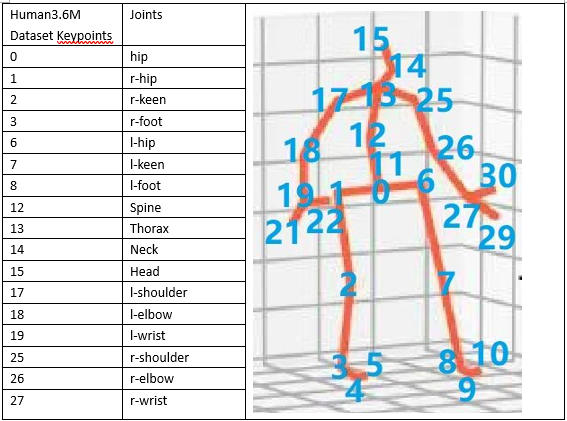 Human3.6M Joints
Dataset Keypoints
0 hip
1 r-hip
2 r-keen
3 r-foot
6 l-hip
7 l-keen
8 l-foot
12 Spine
13 Thorax
14 Neck
15 Head
17 l-shoulder
18 l-elbow
19 l-wrist
25 r-shoulder
26 r-elbow
27 r-wrist
15
14
17 13 25
12
18 26
11
30
19 1 0 6
22 27
21 29
2 7
3 5 8 10
4 9